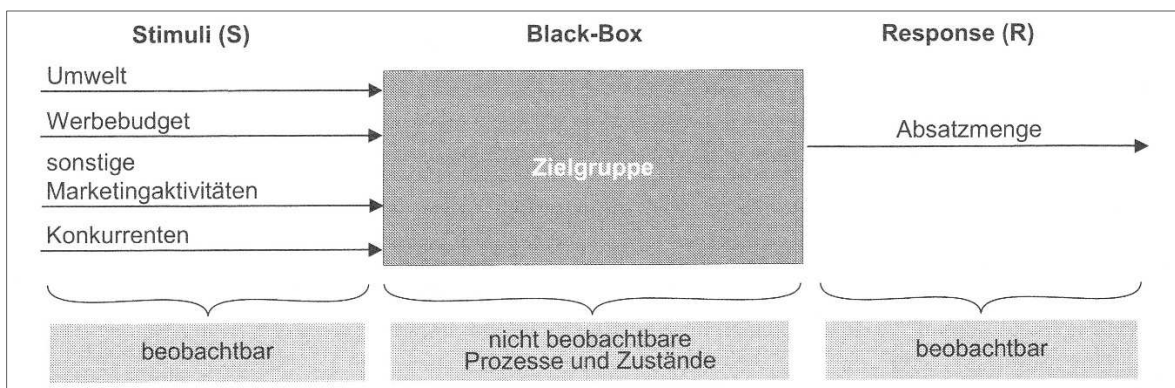 Stimuli (S)
Black-Box
Response (R)
Umwelt
Werbebudget
sonstige
Marketingaktivitäten
Konkurrenten
Zielgruppe
Absatzmenge
beobachtbar
nicht beobachtbare
Prozesse und Zustände
beobachtbar